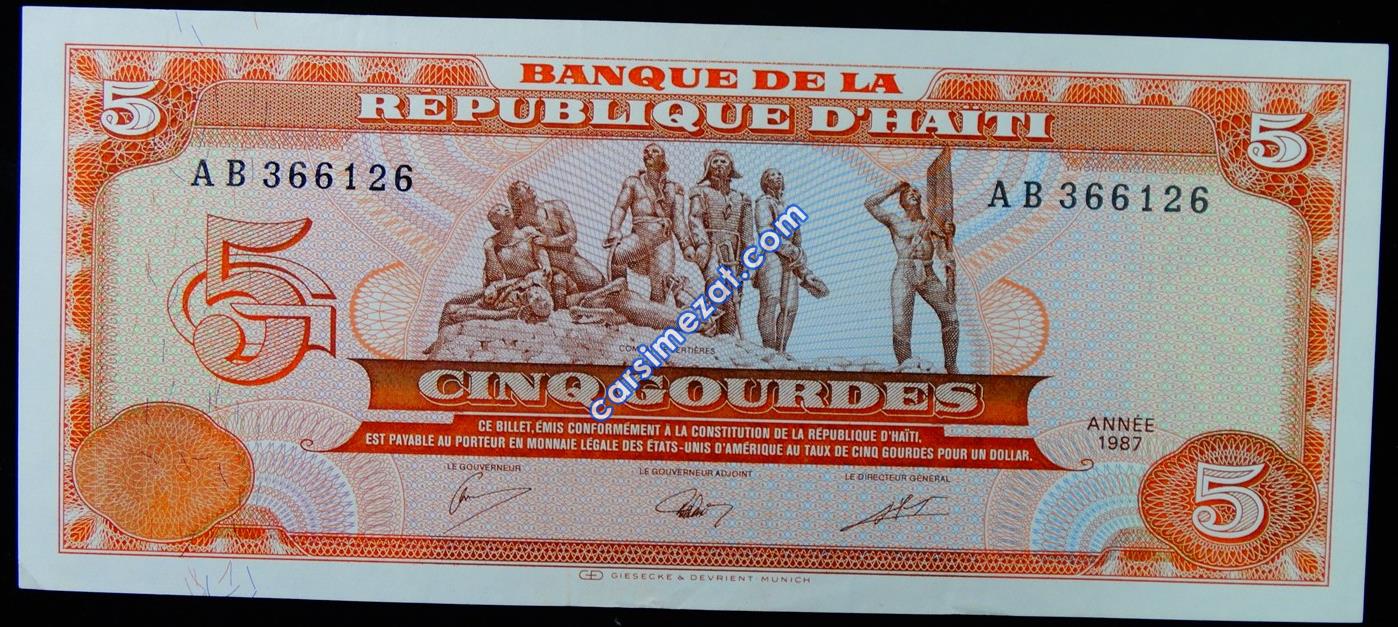 BANQUE DE LA
RÉPUBLIQUE D'HAÏTI
5
5
AB 366126
AB 366126
5 G
carsimezat.com
CINQ GOURDES
CE BILLET, ÉMIS CONFORMÉMENT À LA CONSTITUTION DE LA RÉPUBLIQUE D'HAÏTI,
EST PAYABLE AU PORTEUR EN MONNAIE LÉGALE DES ÉTATS-UNIS D'AMÉRIQUE AU TAUX DE CINQ GOURDES POUR UN DOLLAR.
ANNÉE
1987
LE GOUVERNEUR
LE GOUVERNEUR ADJOINT
LE DIRECTEUR GÉNÉRAL
5
GIESECKE & DEVRIENT MUNICH